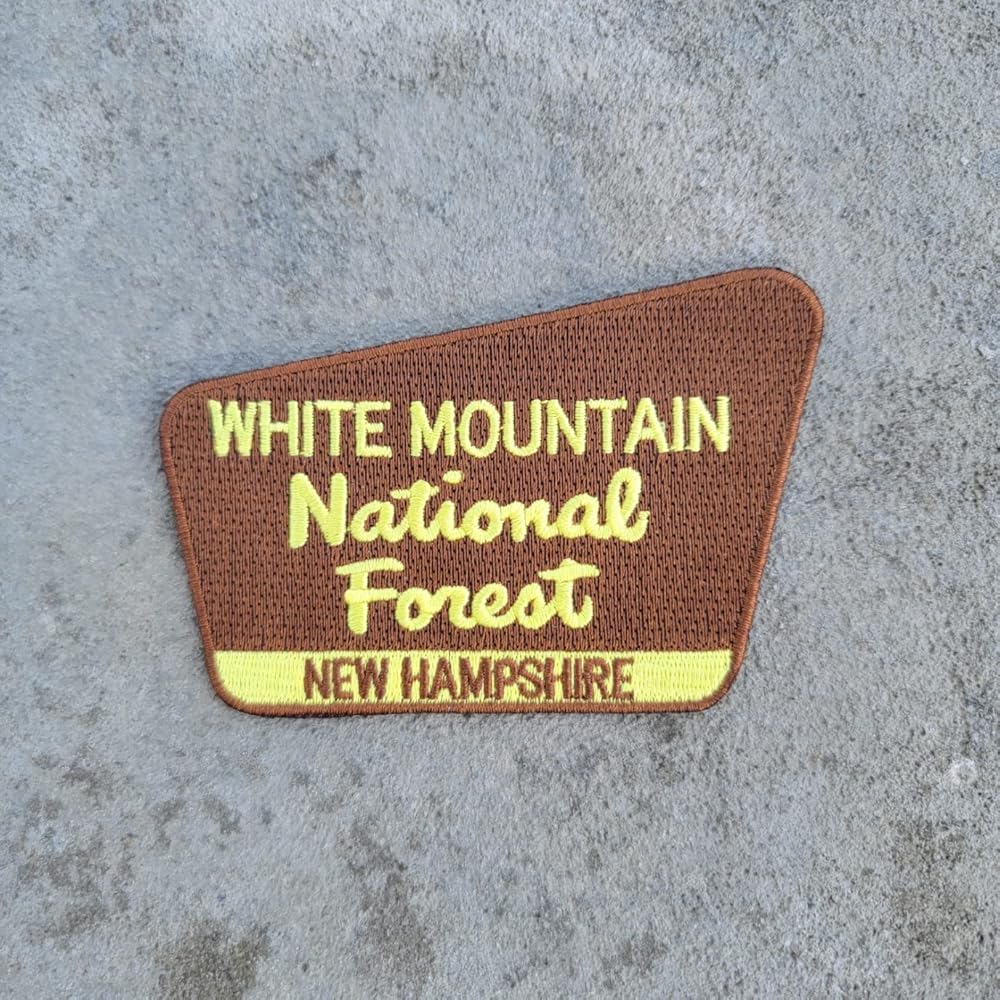 WHITE MOUNTAIN
National
Forest
NEW HAMPSHIRE